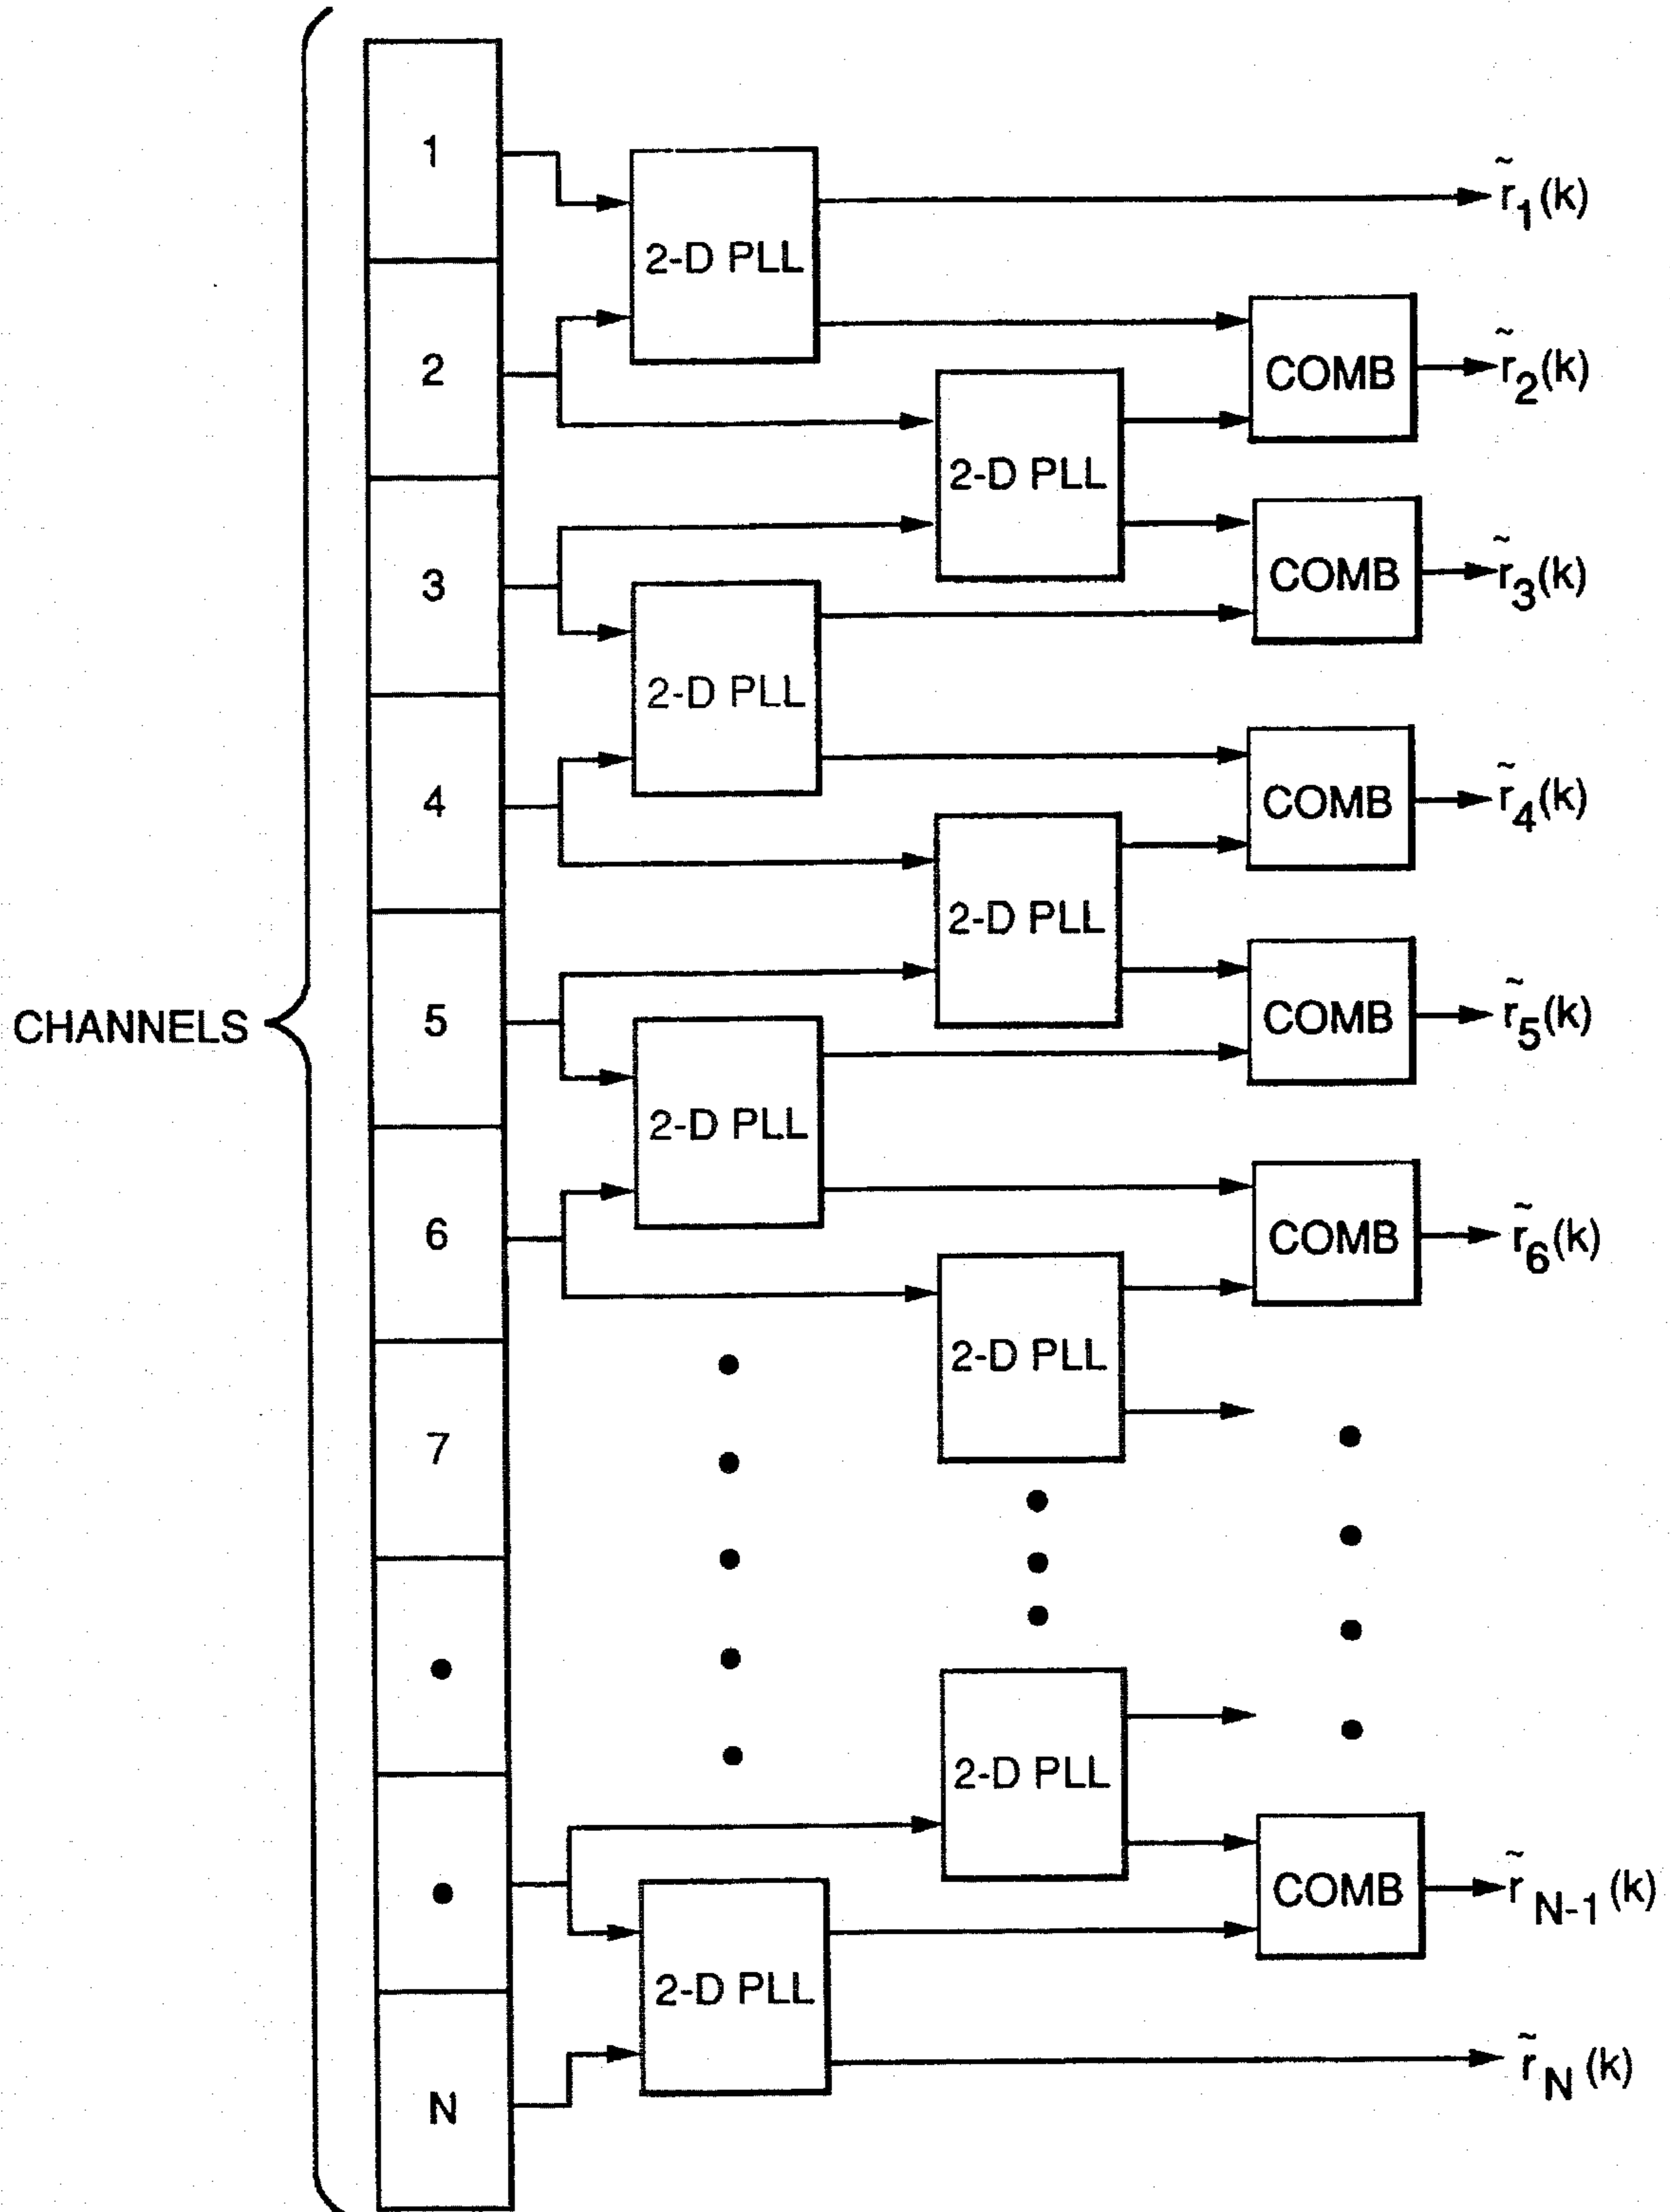 1
2-D PLL
r̃1(k)
2
COMB
r̃2(k)
2-D PLL
3
COMB
r̃3(k)
2-D PLL
4
COMB
r̃4(k)
2-D PLL
CHANNELS
5
COMB
r̃5(k)
2-D PLL
6
COMB
r̃6(k)
2-D PLL
7
2-D PLL
COMB
r̃N-1(k)
2-D PLL
r̃N(k)
N